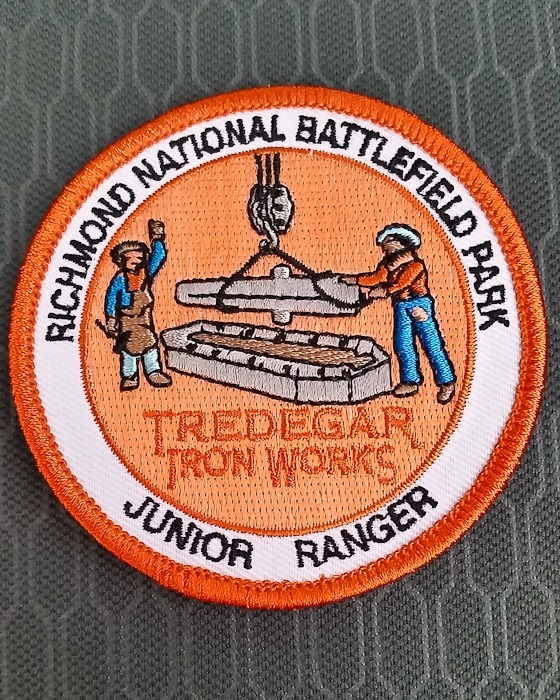 RICHMOND NATIONAL BATTLEFIELD PARK
TREDEGAR
IRON WORKS
JUNIOR RANGER